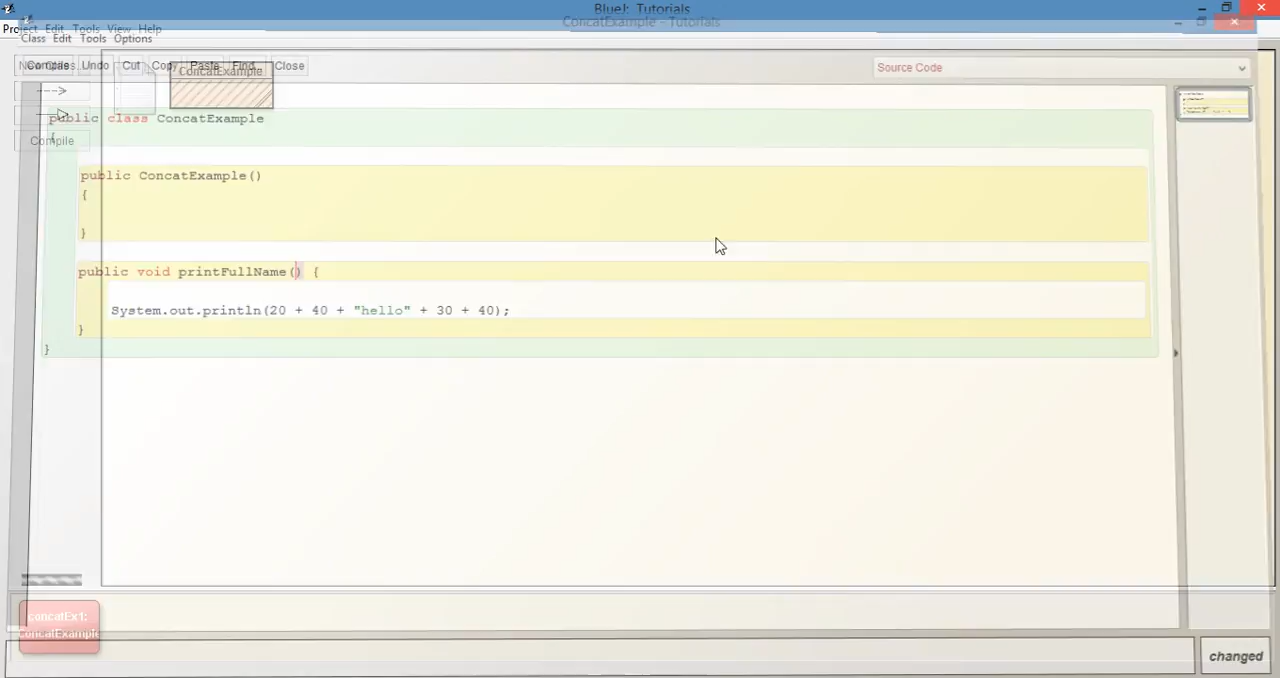 BlueJ: Tutorials
ConcatExample - Tutorials
Project Edit Tools View Help
Class Edit Tools Options
New Class...
Compile Undo Cut Copy Paste Find... Close
ConcatExample
Source Code
Compile
public class ConcatExample
{
public ConcatExample()
{
}
public void printFullName() {
System.out.println(20 + 40 + "hello" + 30 + 40);
}
}
concatEx1:
ConcatExample
changed